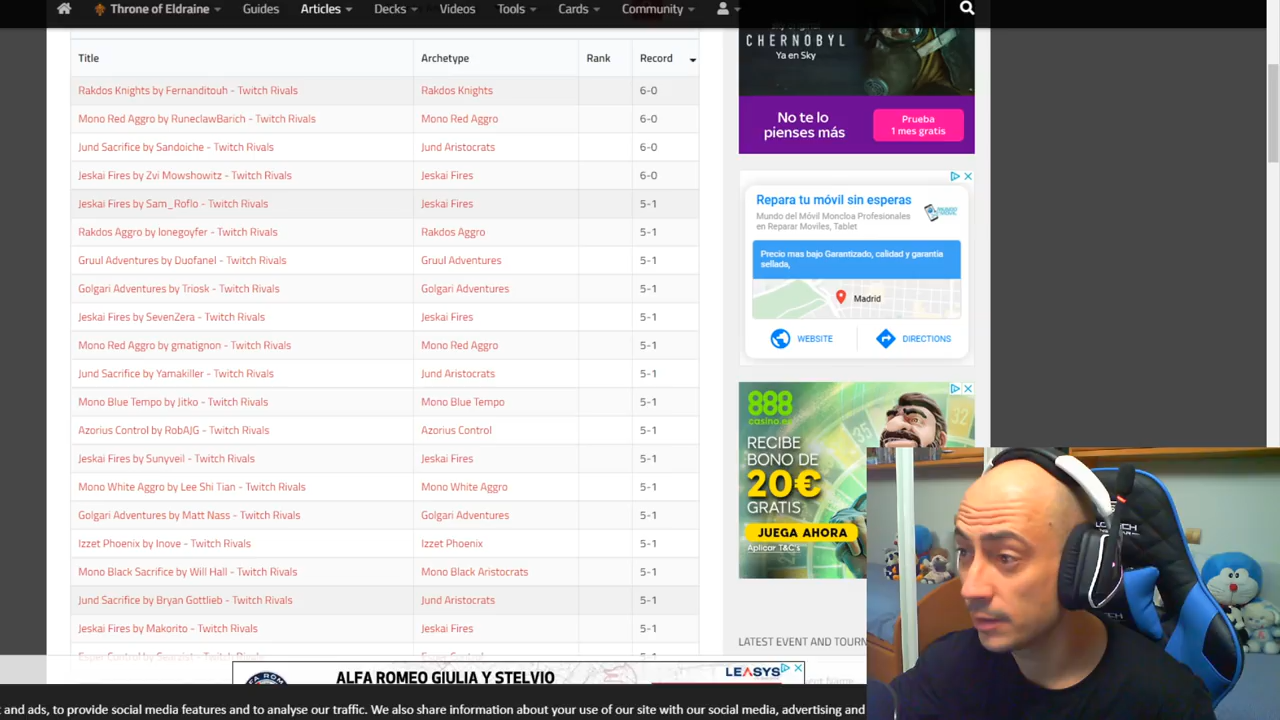 Throne of Eldraine Guides Articles Decks Videos Tools Cards Community
Title Archetype Rank Record
Rakdos Knights by Fernanditouh - Twitch Rivals Rakdos Knights 6-0
Mono Red Aggro by RuneclawBarich - Twitch Rivals Mono Red Aggro 6-0
Jund Sacrifice by Sandoiche - Twitch Rivals Jund Aristocrats 6-0
Jeskai Fires by Zvi Mowshowitz - Twitch Rivals Jeskai Fires 6-0
Jeskai Fires by Sam_Roflo - Twitch Rivals Jeskai Fires 5-1
Rakdos Aggro by lonegoyfer - Twitch Rivals Rakdos Aggro 5-1
Gruul Adventures by Duofanel - Twitch Rivals Gruul Adventures 5-1
Golgari Adventures by Triosk - Twitch Rivals Golgari Adventures 5-1
Jeskai Fires by SevenZera - Twitch Rivals Jeskai Fires 5-1
Mono Red Aggro by gmatignon - Twitch Rivals Mono Red Aggro 5-1
Jund Sacrifice by Yamakiller - Twitch Rivals Jund Aristocrats 5-1
Mono Blue Tempo by Jitko - Twitch Rivals Mono Blue Tempo 5-1
Azorius Control by RobAJG - Twitch Rivals Azorius Control 5-1
Jeskai Fires by Sunyveil - Twitch Rivals Jeskai Fires 5-1
Mono White Aggro by Lee Shi Tian - Twitch Rivals Mono White Aggro 5-1
Golgari Adventures by Matt Nass - Twitch Rivals Golgari Adventures 5-1
Izzet Phoenix by Inove - Twitch Rivals Izzet Phoenix 5-1
Mono Black Sacrifice by Will Hall - Twitch Rivals Mono Black Aristocrats 5-1
Jund Sacrifice by Bryan Gottlieb - Twitch Rivals Jund Aristocrats 5-1
Jeskai Fires by Makorito - Twitch Rivals Jeskai Fires 5-1
CHERNOBYL
Ya en Sky
No te lo
pienses más
Prueba
1 mes gratis
Repara tu móvil sin esperas
Mundo del Móvil Moncloa Profesionales
en Reparar Moviles, Tablet
Precio mas bajo Garantizado, calidad y garantia
sellada,
Madrid
WEBSITE DIRECTIONS
888
RECIBE
BONO DE
20€
GRATIS
JUEGA AHORA
Aplicar T&C's
LATEST EVENT AND TOURN
ALFA ROMEO GIULIA Y STELVIO
LEASYS
and ads, to provide social media features and to analyse our traffic. We also share information about your use of our site with our social media, advertising and